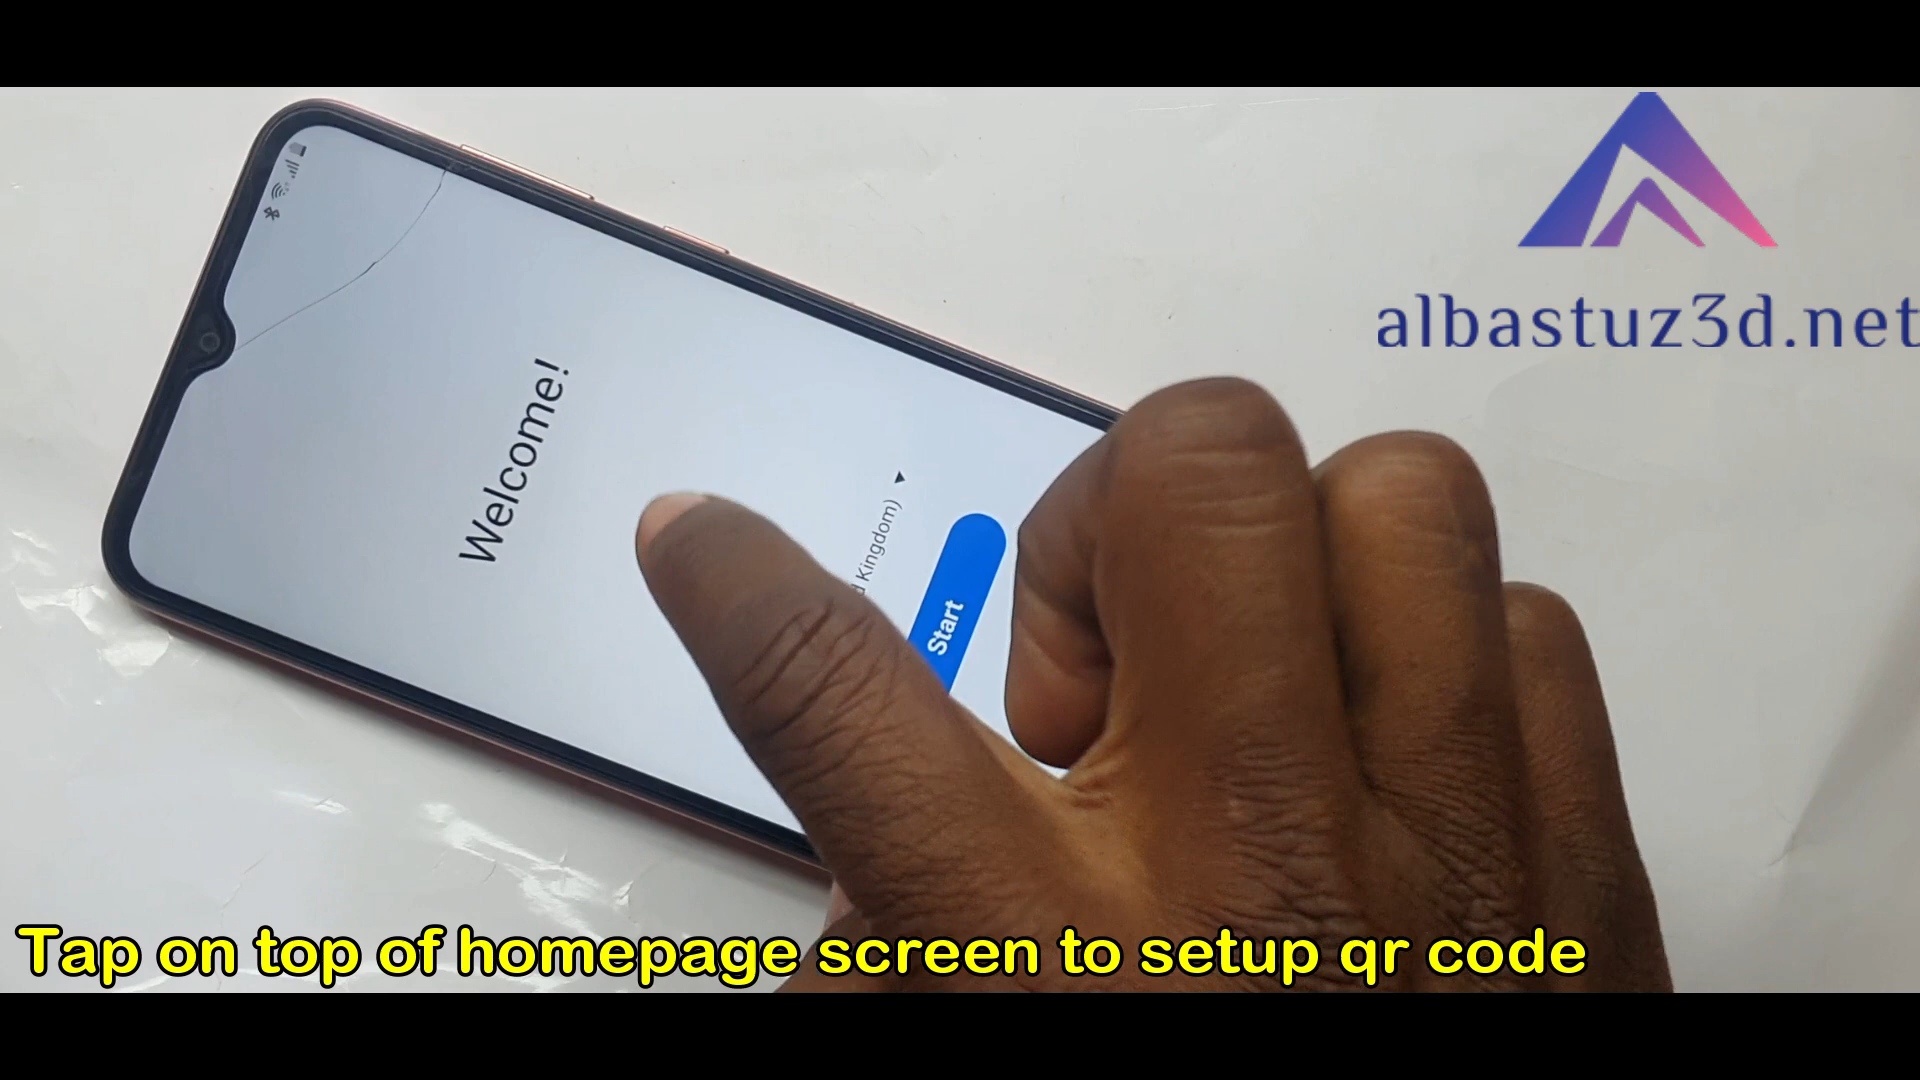 albastuz3d.net
Welcome!
d Kingdom)
Start
Tap on top of homepage screen to setup qr code